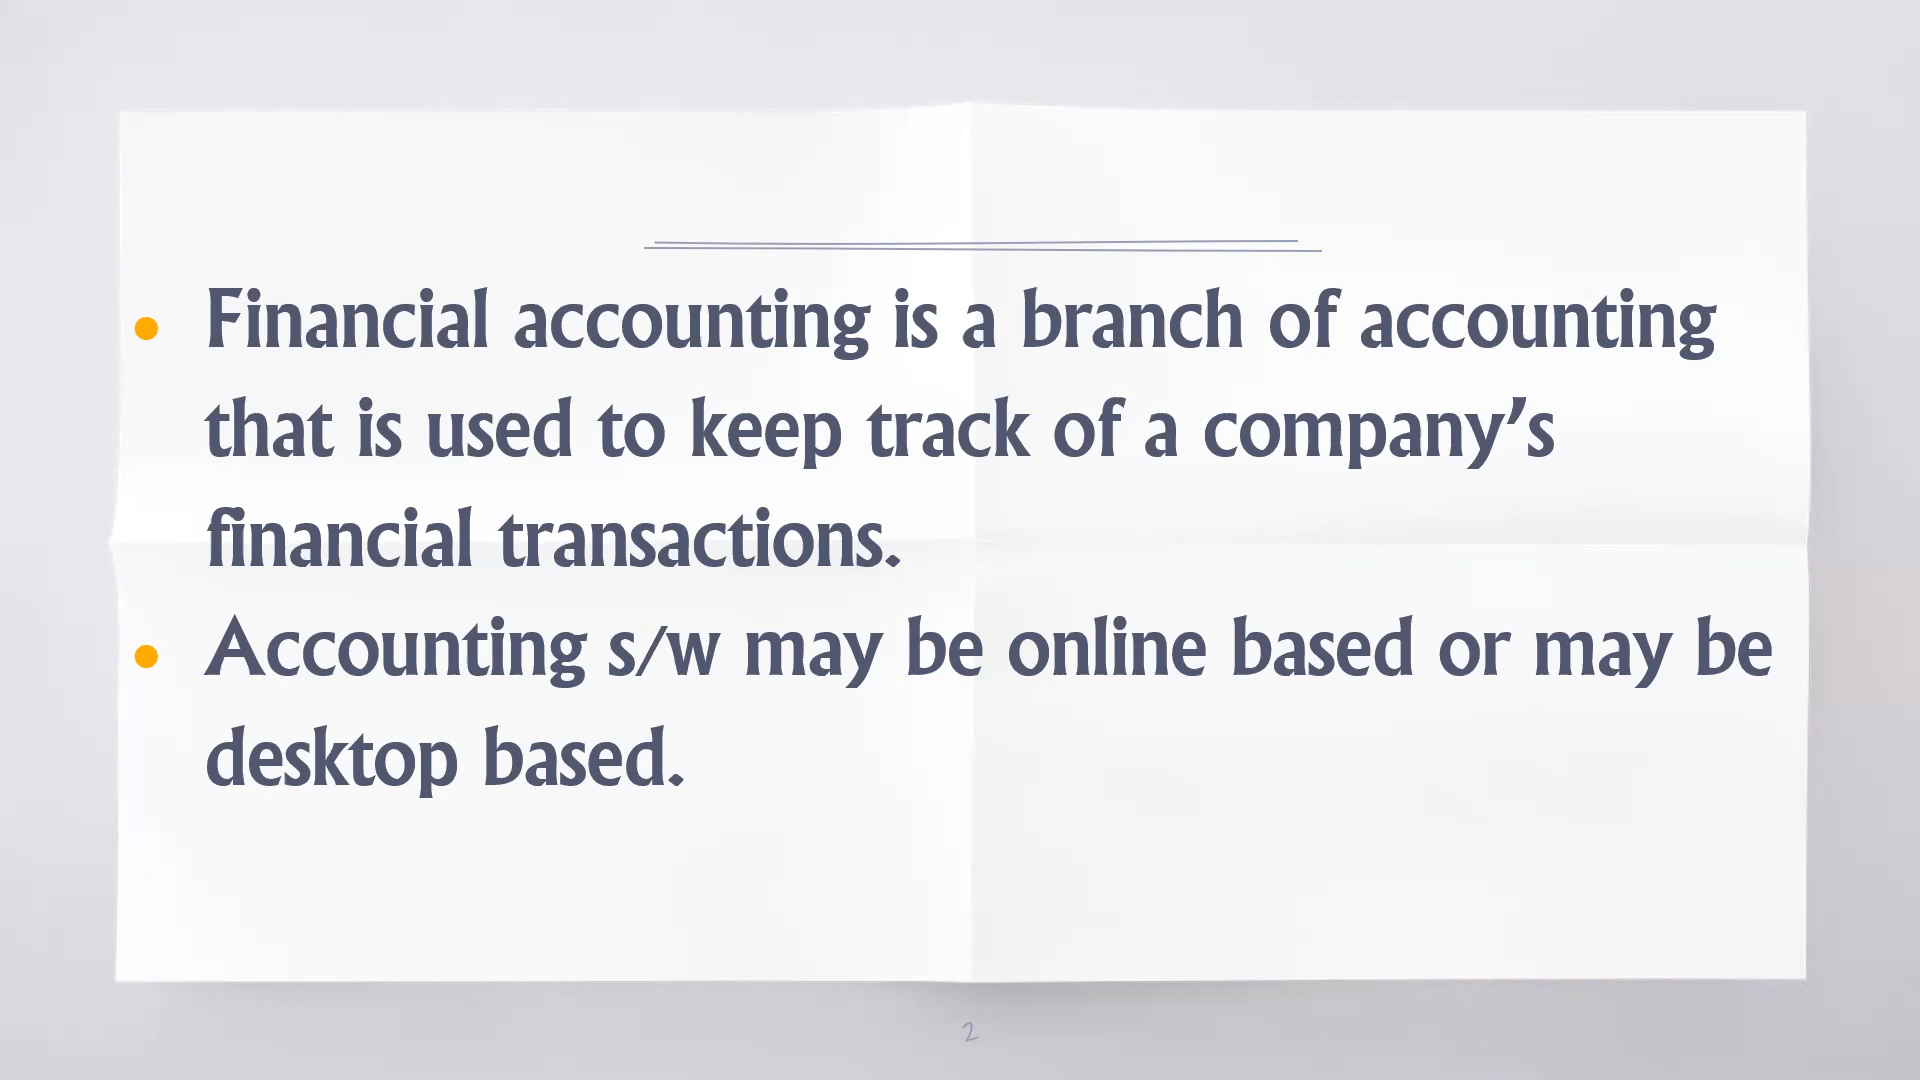 • Financial accounting is a branch of accounting
that is used to keep track of a company’s
financial transactions.
• Accounting s/w may be online based or may be
desktop based.
2